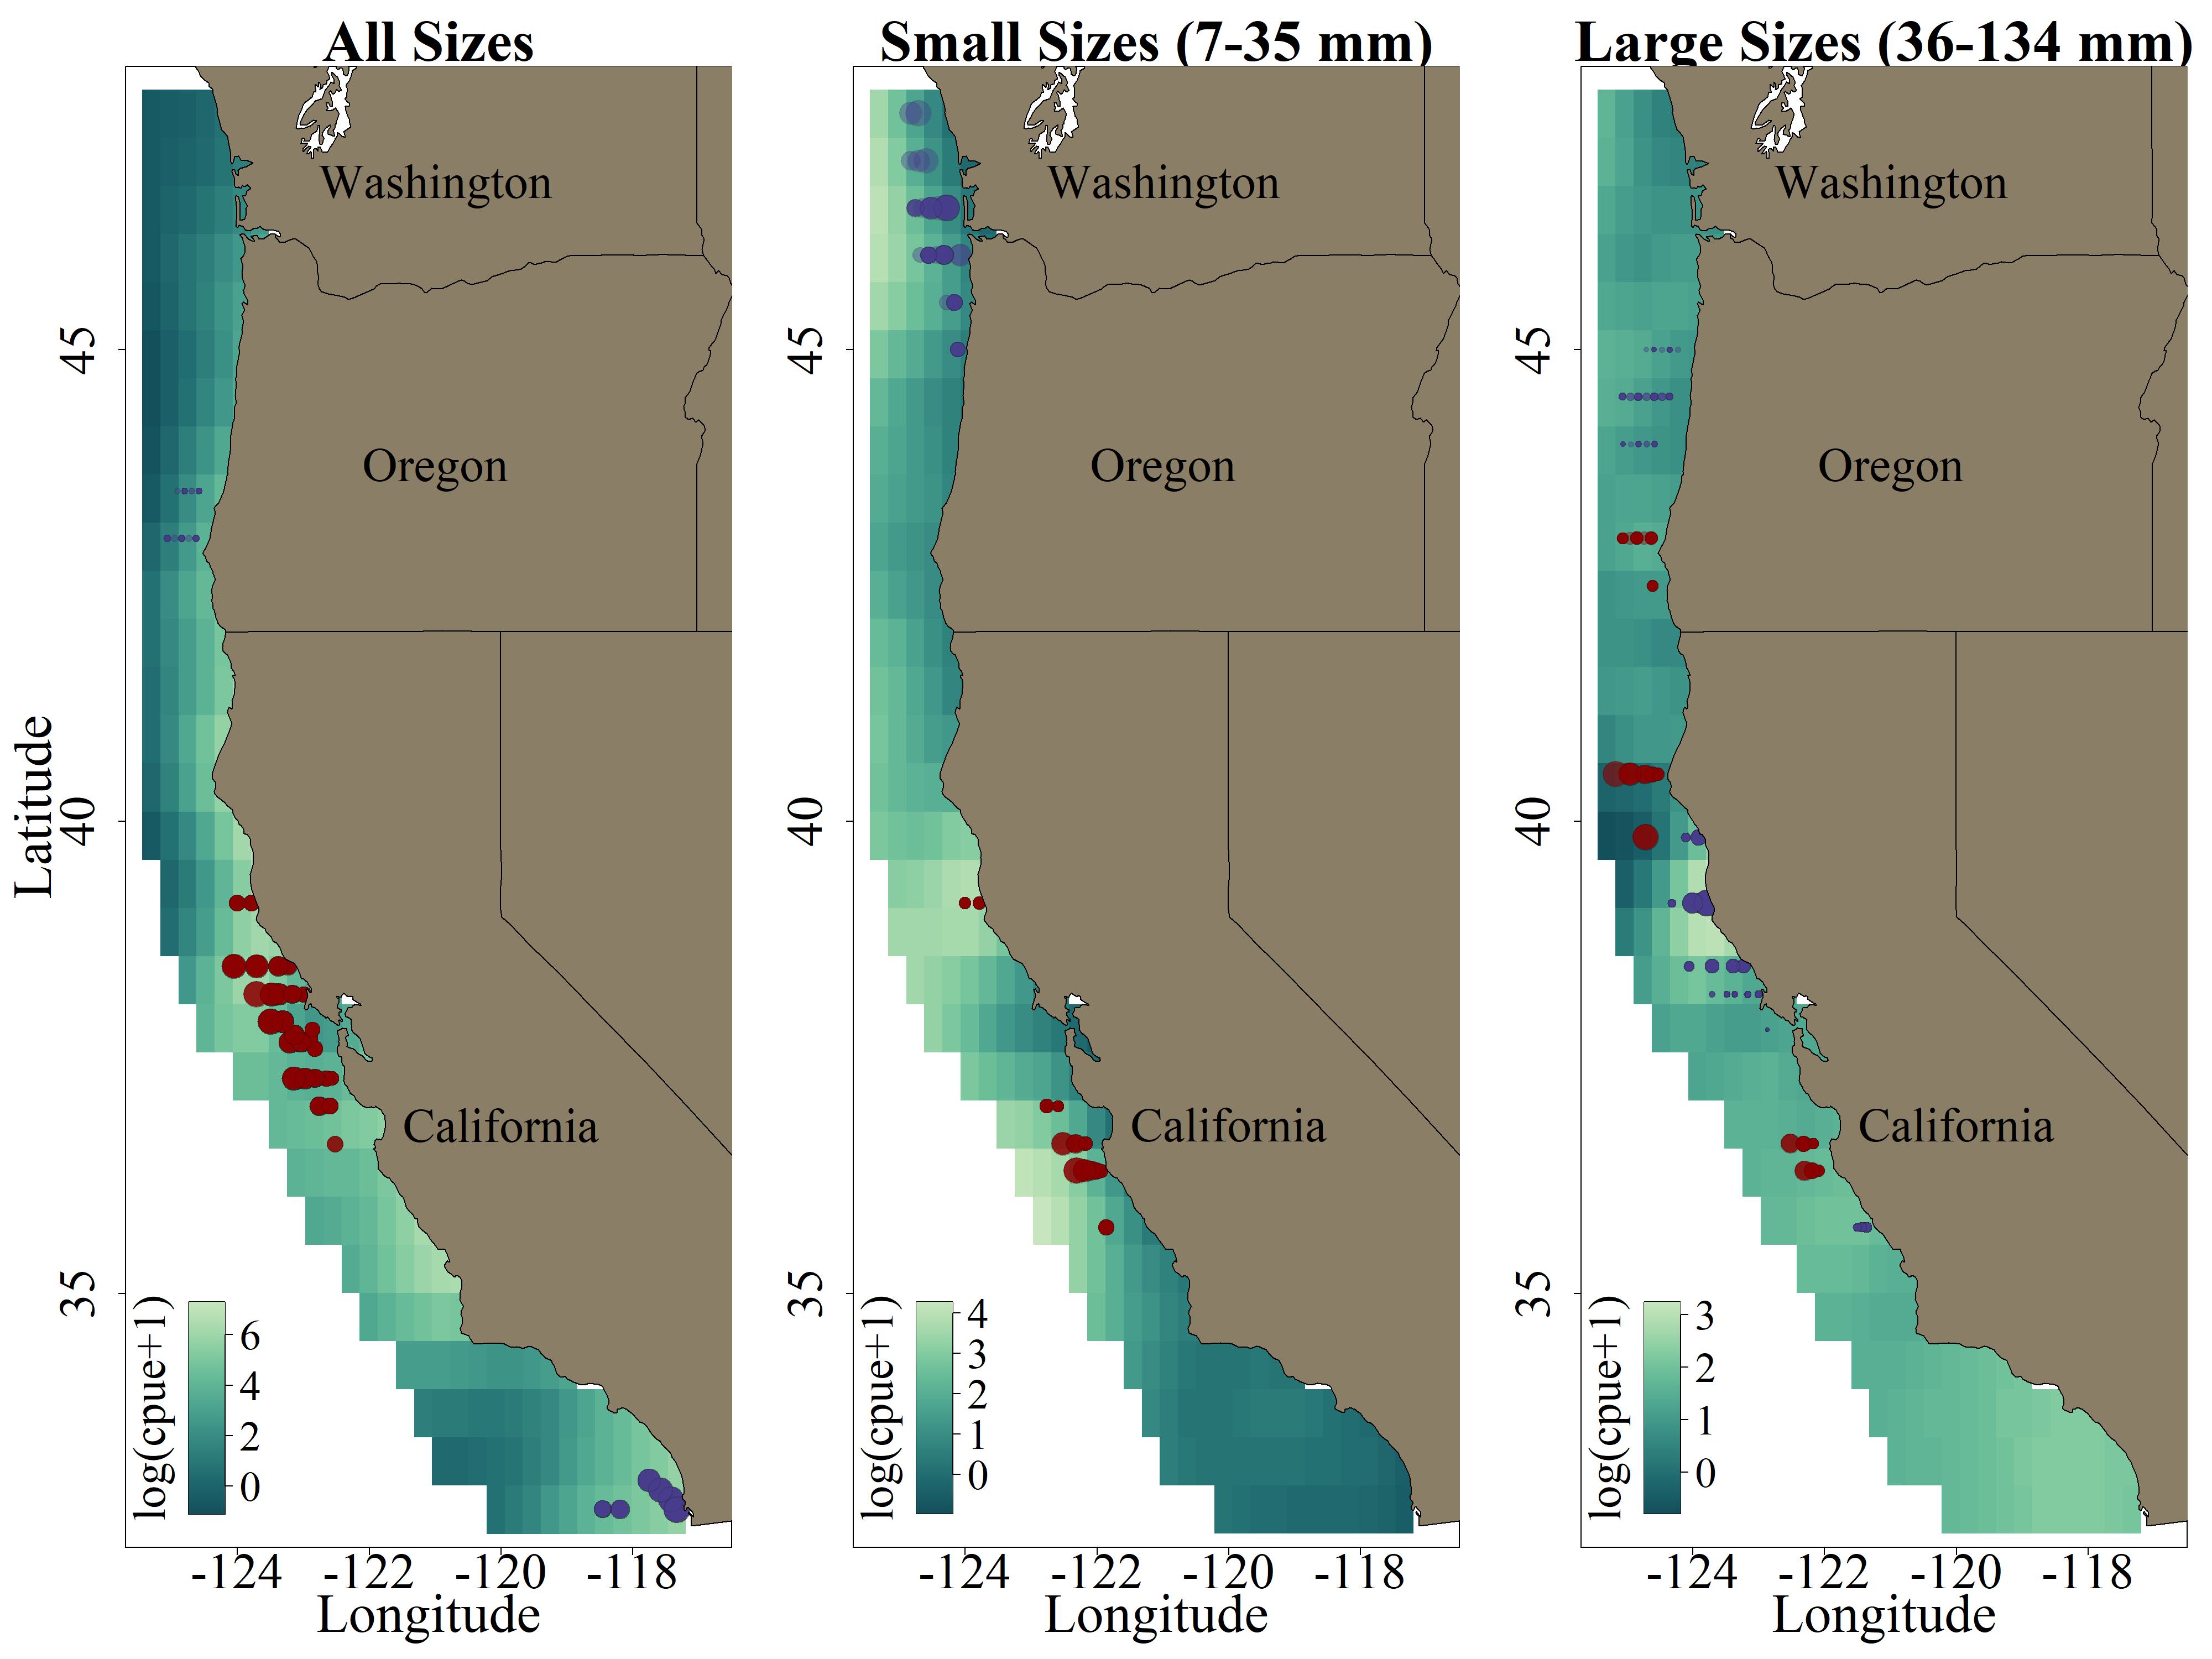 All Sizes
Washington
Oregon
California
45
40
35
Latitude
log(cpue+1)
6
4
2
0
-124
-122
-120
-118
Longitude
Small Sizes (7-35 mm)
Washington
Oregon
California
45
40
35
log(cpue+1)
4
3
2
1
0
-124
-122
-120
-118
Longitude
Large Sizes (36-134 mm)
Washington
Oregon
California
45
40
35
log(cpue+1)
3
2
1
0
-124
-122
-120
-118
Longitude